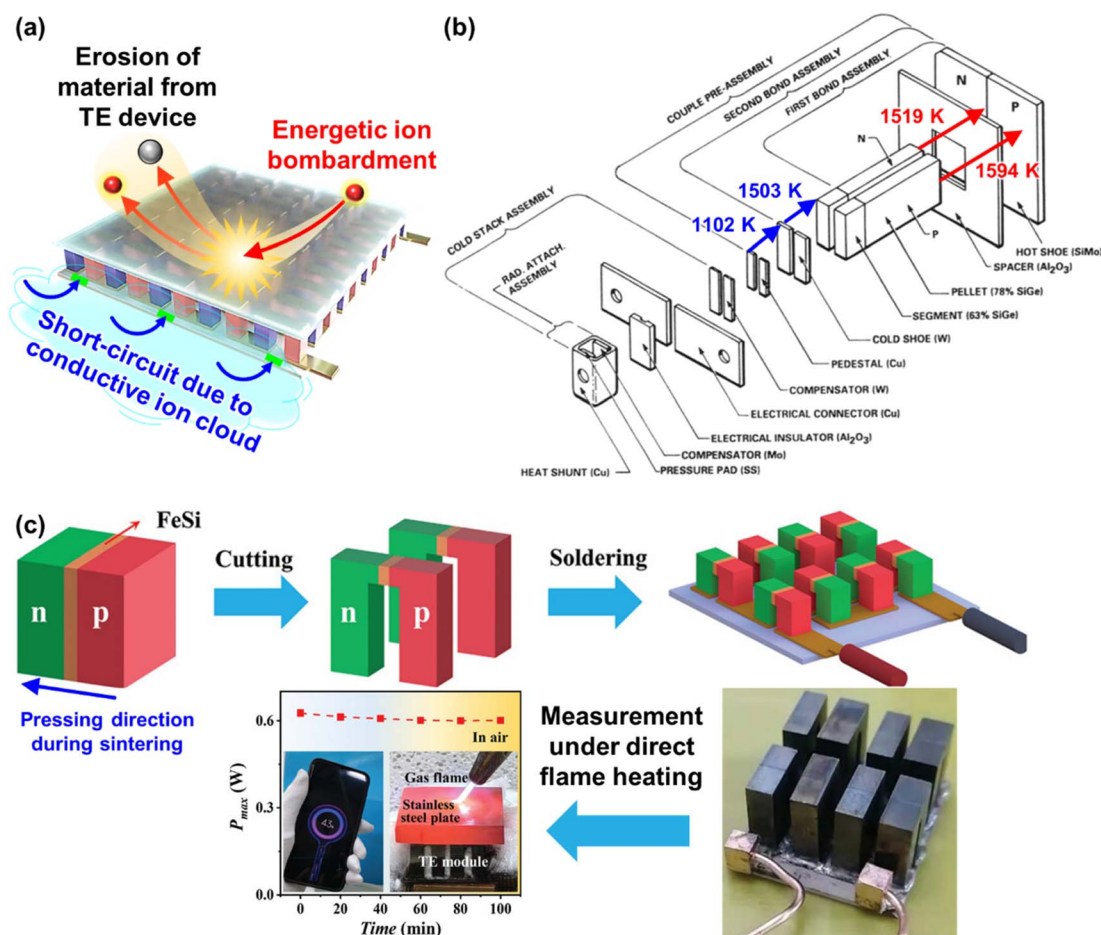 (a)
Erosion of
material from
TE device
Energetic ion
bombardment
Short-circuit due to
conductive ion cloud
(b)
COUPLE PRE-ASSEMBLY
SECOND BOND ASSEMBLY
FIRST BOND ASSEMBLY
COLD STACK ASSEMBLY
RAD. ATTACH.
ASSEMBLY
N
P
N
P
1519 K
1594 K
1503 K
1102 K
HOT SHOE (SiMo)
SPACER (Al2O3)
PELLET (78% SiGe)
SEGMENT (63% SiGe)
COLD SHOE (W)
PEDESTAL (Cu)
COMPENSATOR (W)
ELECTRICAL CONNECTOR (Cu)
ELECTRICAL INSULATOR (Al2O3)
COMPENSATOR (Mo)
PRESSURE PAD (SS)
HEAT SHUNT (Cu)
(c)
FeSi
n p
Cutting
n p
Soldering
Pressing direction
during sintering
Pmax (W)
0.6
0.3
0.0
In air
Gas flame
Stainless
steel plate
TE module
0 20 40 60 80 100
Time (min)
Measurement
under direct
flame heating